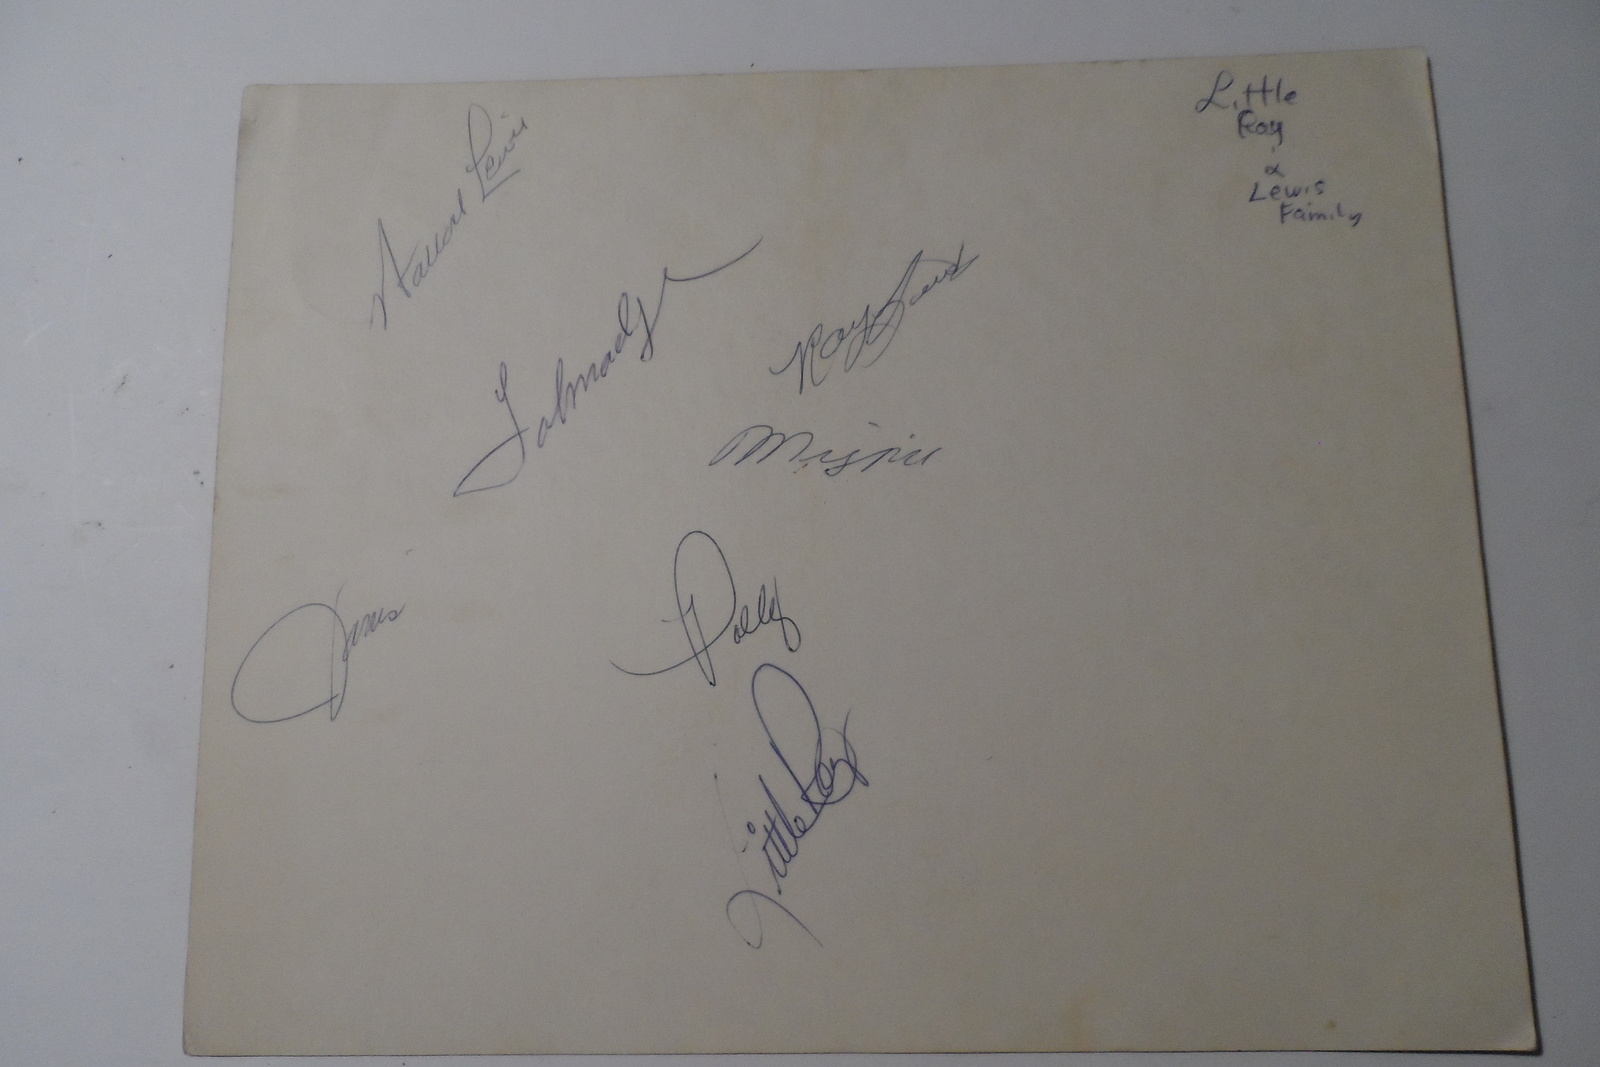 Little
Roy
&
Lewis
Family
Wallace Lewis
Talmadge
Roy Lewis
Miggie
Janis
Polly
Little Roy